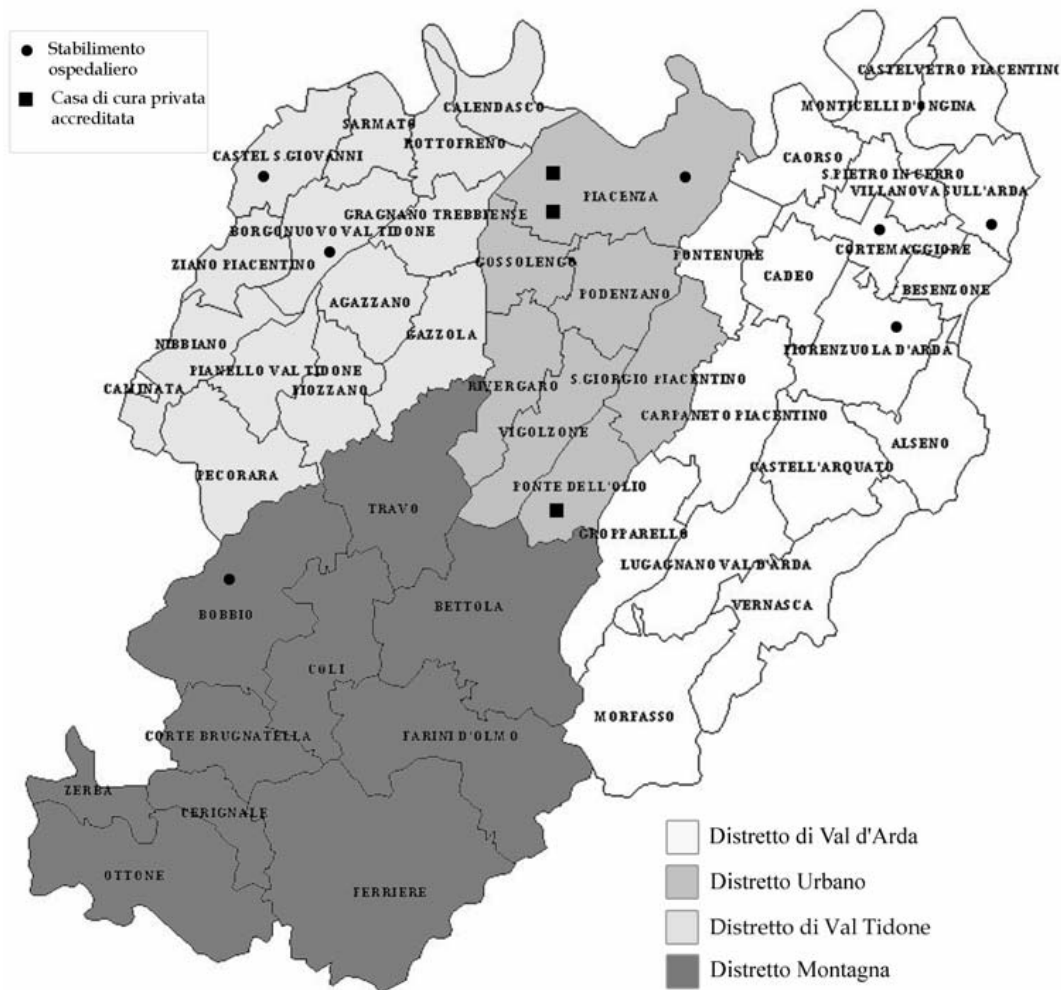 Stabilimento
ospedaliero
Casa di cura privata
accreditata
CASTELVETRO PIACENTINO
CALENDASCO
MONTICELLI D'ONGINA
SARMATO
ROTTOFRENO
CASTEL S.GIOVANNI
CAORSO
S.PIETRO IN CERRO
VILLANOVA SULL'ARDA
PIACENZA
GRAGNANO TREBBIENSE
BORGONUOVO VAL TIDONE
CORTEMAGGIORE
PONTENURE
ZIANO PIACENTINO
GOSSOLENGO
CADEO
BESENZONE
PODENZANO
AGAZZANO
GAZZOLA
NIBBIANO
FIORENZUOLA D'ARDA
PIANELLO VAL TIDONE
S.GIORGIO PIACENTINO
CAMINATA
PIOZZANO
RIVERGARO
CARPANETO PIACENTINO
VIGOLZONE
ALSENO
CASTELL'ARQUATO
PECORARA
PONTE DELL'OLIO
TRAVO
GROPPARELLO
LUGAGNANO VAL D'ARDA
BETTOLA
VERNASCA
BOBBIO
COLI
MORFASSO
CORTE BRUGNATELLA
FARINI D'OLMO
ZERBA
CERIGNALE
OTTONE
FERRIERE
Distretto di Val d'Arda
Distretto Urbano
Distretto di Val Tidone
Distretto Montagna